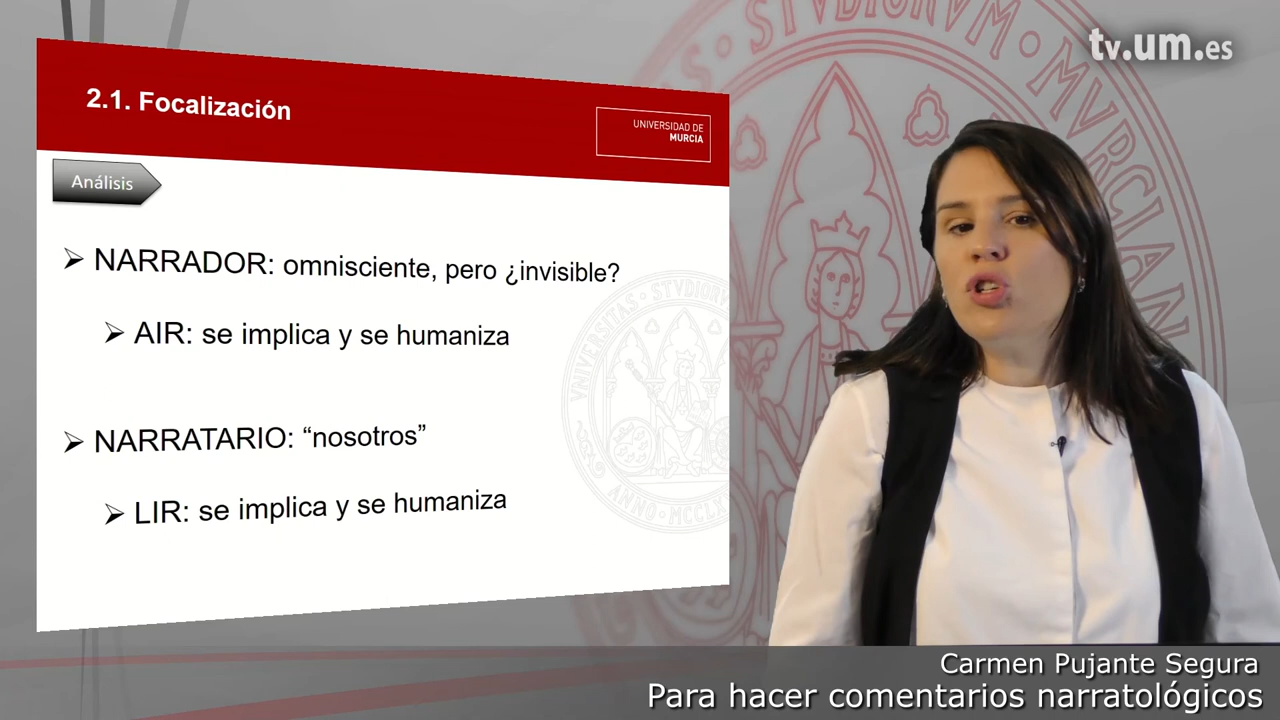 tv.um.es
2.1. Focalización
UNIVERSIDAD DE
MURCIA
Análisis
NARRADOR: omnisciente, pero ¿invisible?
AIR: se implica y se humaniza
NARRATARIO: “nosotros”
LIR: se implica y se humaniza
Carmen Pujante Segura
Para hacer comentarios narratológicos